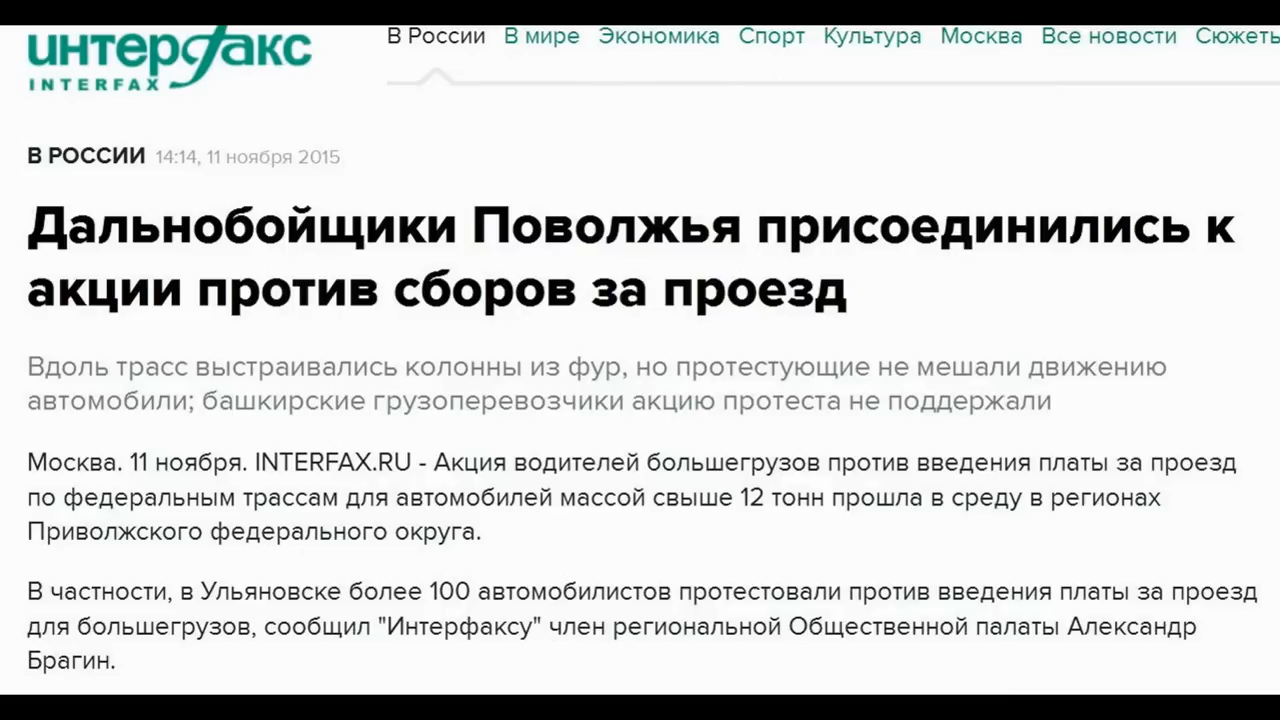 интерфакс
INTERFAX
В России В мире Экономика Спорт Культура Москва Все новости Сюжеты
В РОССИИ 14:14, 11 ноября 2015
Дальнобойщики Поволжья присоединились к
акции против сборов за проезд
Вдоль трасс выстраивались колонны из фур, но протестующие не мешали движению
автомобили; башкирские грузоперевозчики акцию протеста не поддержали
Москва. 11 ноября. INTERFAX.RU - Акция водителей большегрузов против введения платы за проезд
по федеральным трассам для автомобилей массой свыше 12 тонн прошла в среду в регионах
Приволжского федерального округа.
В частности, в Ульяновске более 100 автомобилистов протестовали против введения платы за проезд
для большегрузов, сообщил "Интерфаксу" член региональной Общественной палаты Александр
Брагин.